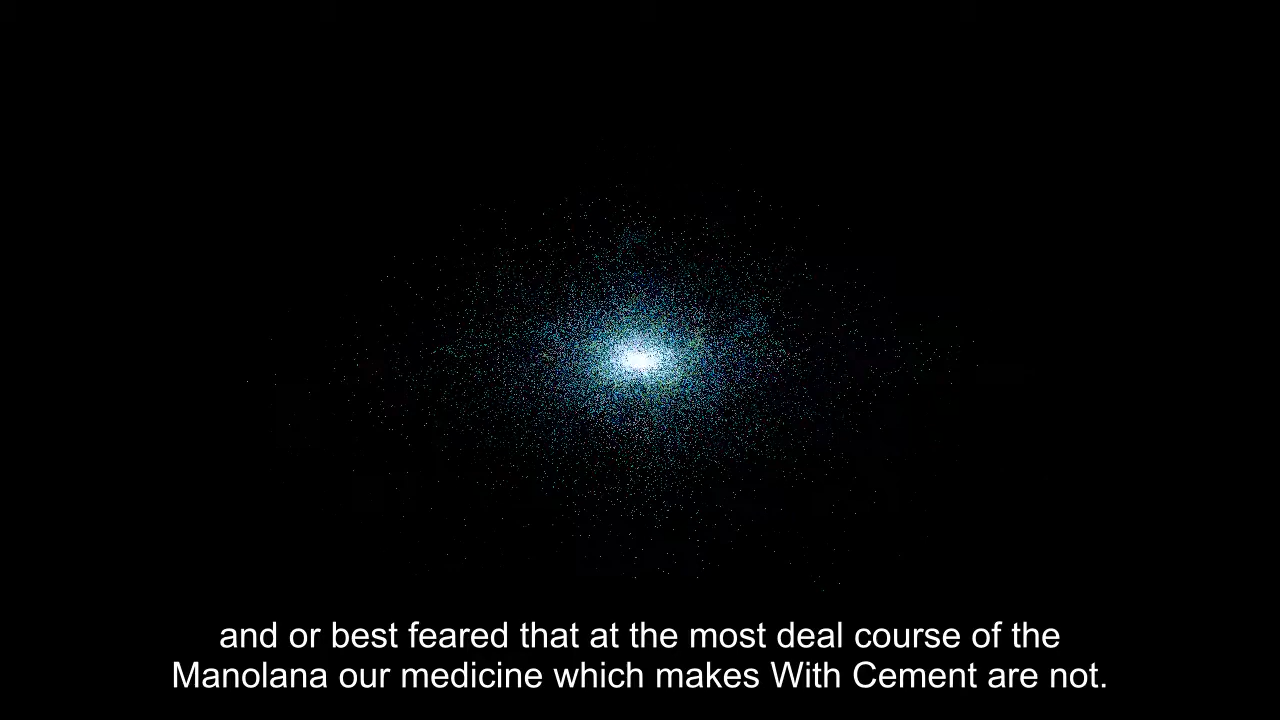 and or best feared that at the most deal course of the
Manolana our medicine which makes With Cement are not.